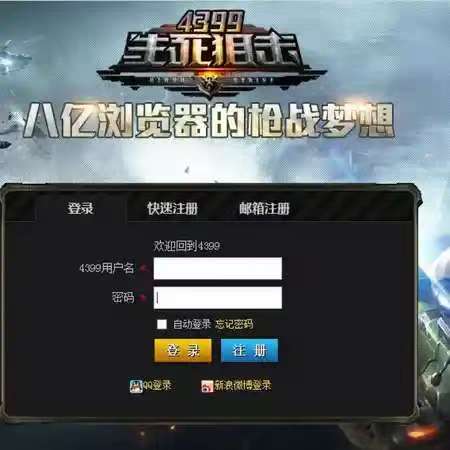 4399
生死狙击
八亿浏览器的枪战梦想
登录 快速注册 邮箱注册
欢迎回到4399
4399用户名 *
密码 *
自动登录 忘记密码
登录 注册
QQ登录 新浪微博登录